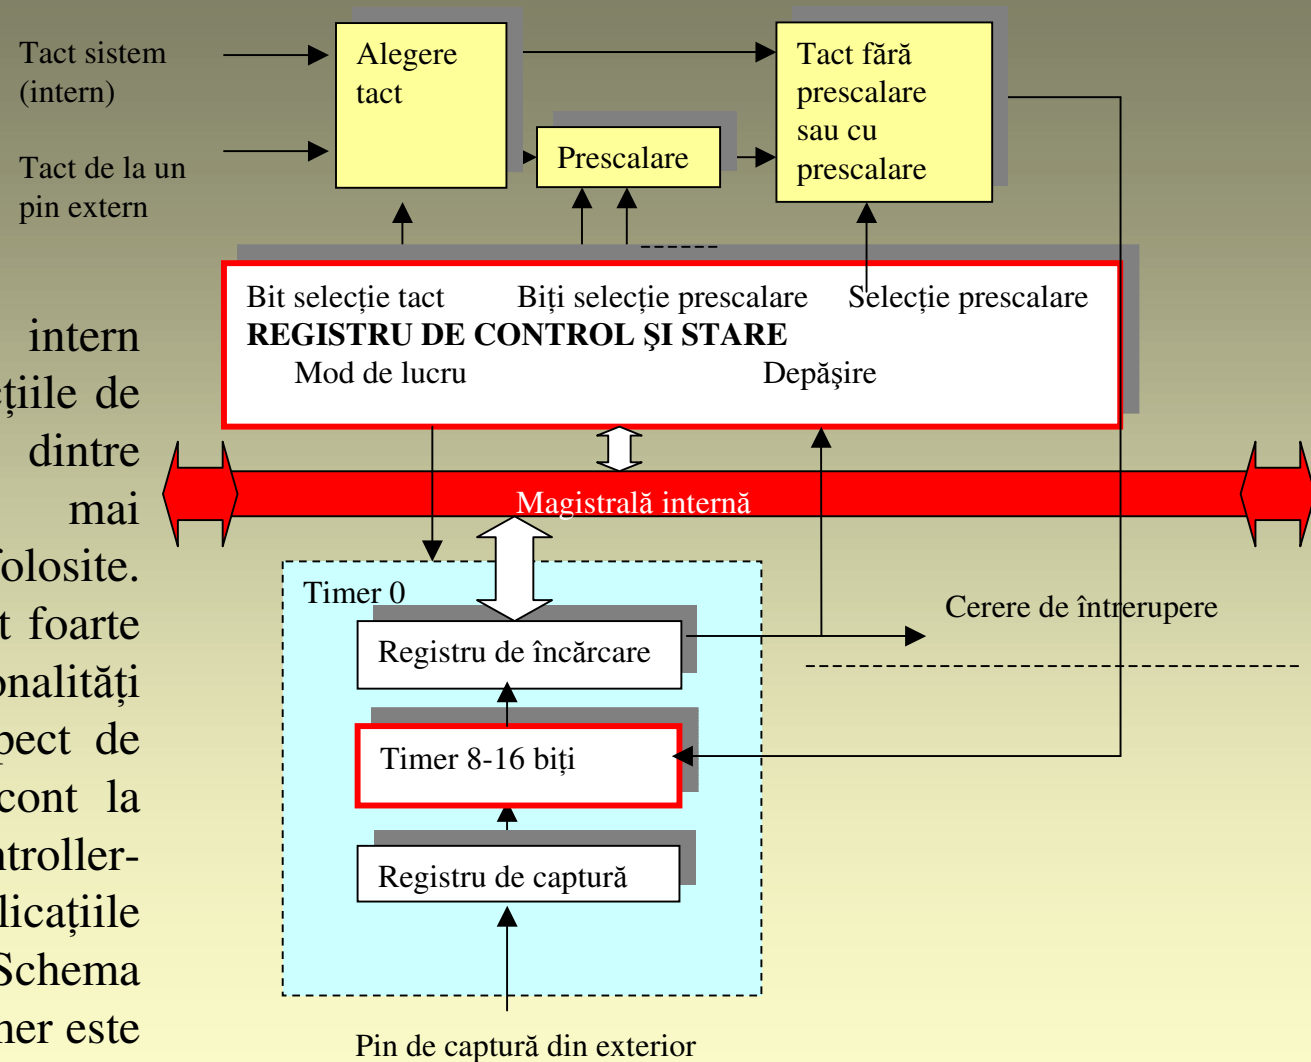 Tact sistem
(intern)
Tact de la un
pin extern
Alegere
tact
Prescalare
Tact fără
prescalare
sau cu
prescalare
Bit selecție tact Biți selecție prescalare Selecție prescalare
REGISTRU DE CONTROL ŞI STARE
Mod de lucru Depăşire
Magistrală internă
Timer 0
Registru de încărcare
Timer 8-16 biți
Registru de captură
Pin de captură din exterior
Cerere de întrerupere
intern
cțiile de
dintre
mai
folosite.
t foarte
onalități
pect de
cont la
ntroller-
licațiile
Schema
ner este